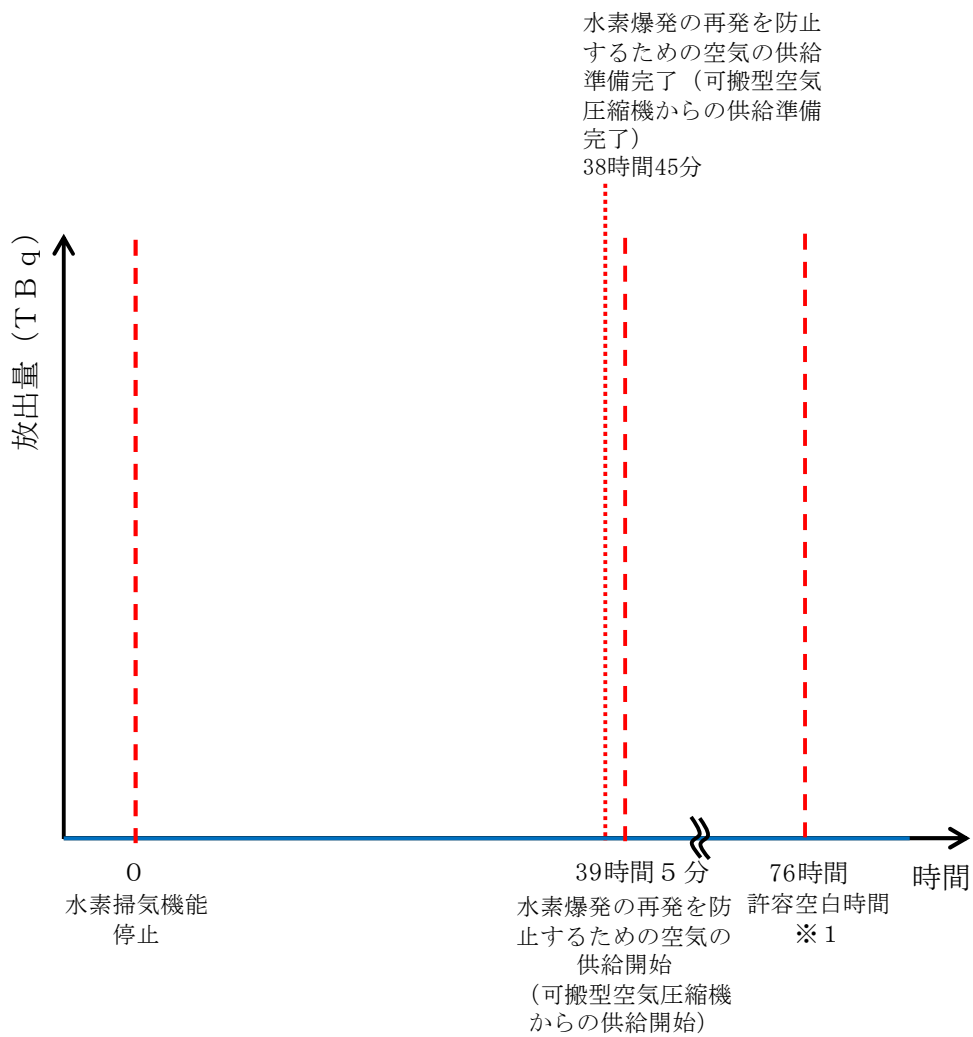 水素爆発の再発を防止
するための空気の供給
準備完了（可搬型空気
圧縮機からの供給準備
完了）
38時間45分
放出量（ＴＢｑ）
0
水素掃気機能
停止
39時間５分
水素爆発の再発を防
止するための空気の
供給開始
（可搬型空気圧縮機
からの供給開始）
76時間
許容空白時間
※１
時間